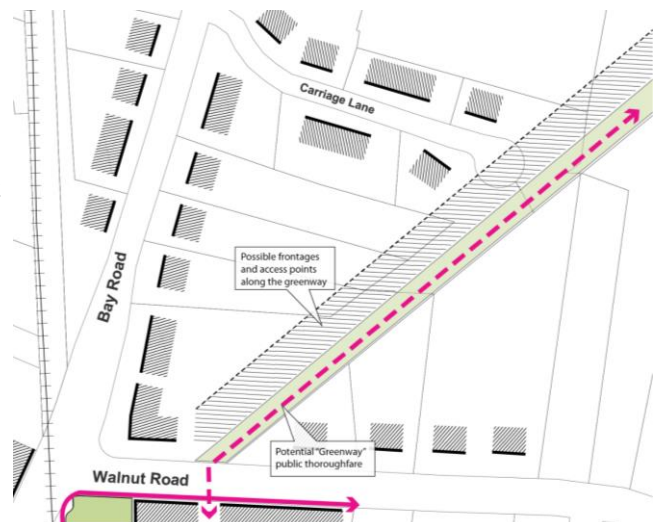 Carriage Lane
Possible frontages
and access points
along the greenway
Bay Road
Potential "Greenway"
public thoroughfare
Walnut Road